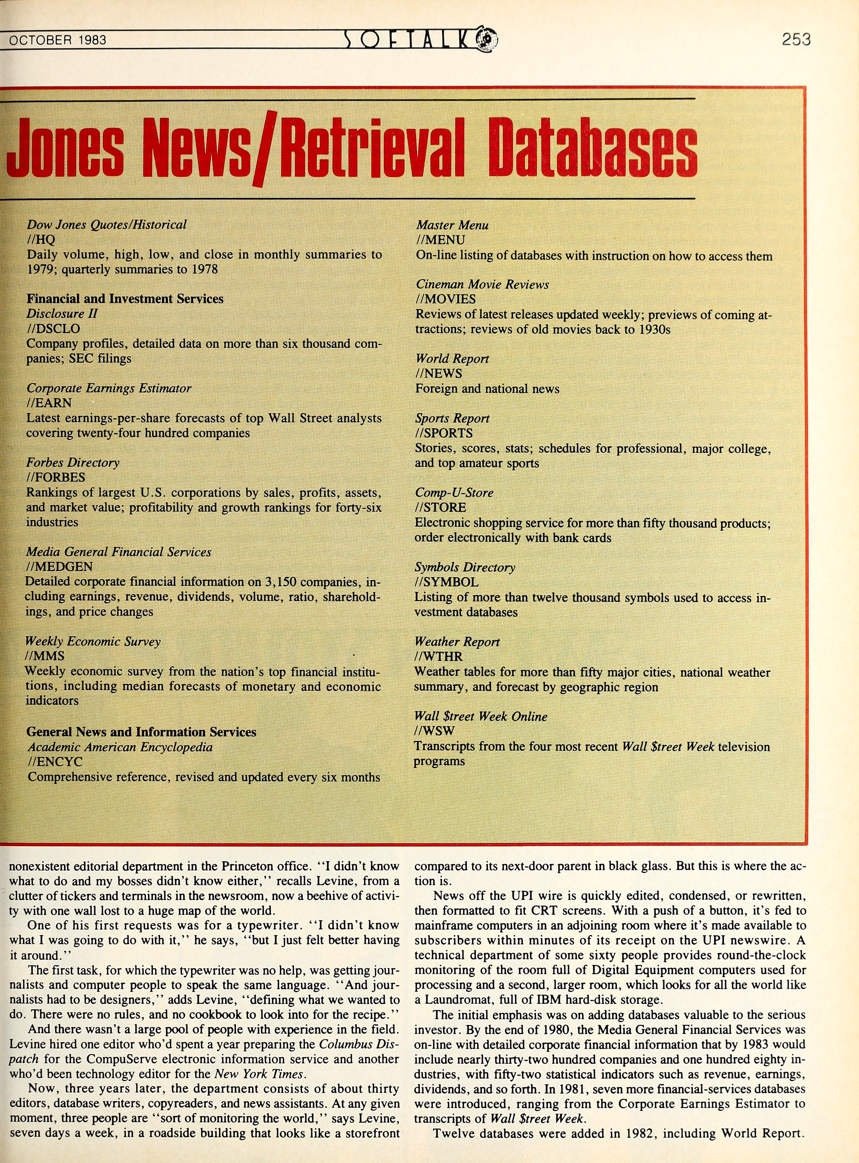 OCTOBER 1983
SOFTALK
253
Jones News/Retrieval Databases
Dow Jones Quotes/Historical
//HQ
Daily volume, high, low, and close in monthly summaries to
1979; quarterly summaries to 1978
Financial and Investment Services
Disclosure II
//DSCLO
Company profiles, detailed data on more than six thousand com-
panies; SEC filings
Corporate Earnings Estimator
//EARN
Latest earnings-per-share forecasts of top Wall Street analysts
covering twenty-four hundred companies
Forbes Directory
//FORBES
Rankings of largest U.S. corporations by sales, profits, assets,
and market value; profitability and growth rankings for forty-six
industries
Media General Financial Services
//MEDGEN
Detailed corporate financial information on 3,150 companies, in-
cluding earnings, revenue, dividends, volume, ratio, sharehold-
ings, and price changes
Weekly Economic Survey
//MMS
Weekly economic survey from the nation's top financial institu-
tions, including median forecasts of monetary and economic
indicators
General News and Information Services
Academic American Encyclopedia
//ENCYC
Comprehensive reference, revised and updated every six months
Master Menu
//MENU
On-line listing of databases with instruction on how to access them
Cineman Movie Reviews
//MOVIES
Reviews of latest releases updated weekly; previews of coming at-
tractions; reviews of old movies back to 1930s
World Report
//NEWS
Foreign and national news
Sports Report
//SPORTS
Stories, scores, stats; schedules for professional, major college,
and top amateur sports
Comp-U-Store
//STORE
Electronic shopping service for more than fifty thousand products;
order electronically with bank cards
Symbols Directory
//SYMBOL
Listing of more than twelve thousand symbols used to access in-
vestment databases
Weather Report
//WTHR
Weather tables for more than fifty major cities, national weather
summary, and forecast by geographic region
Wall $treet Week Online
//WSW
Transcripts from the four most recent Wall $treet Week television
programs
nonexistent editorial department in the Princeton office. "I didn't know
what to do and my bosses didn't know either," recalls Levine, from a
clutter of tickers and terminals in the newsroom, now a beehive of activi-
ty with one wall lost to a huge map of the world.
One of his first requests was for a typewriter. "I didn't know
what I was going to do with it," he says, "but I just felt better having
it around."
The first task, for which the typewriter was no help, was getting jour-
nalists and computer people to speak the same language. "And jour-
nalists had to be designers," adds Levine, "defining what we wanted to
do. There were no rules, and no cookbook to look into for the recipe."
And there wasn't a large pool of people with experience in the field.
Levine hired one editor who'd spent a year preparing the Columbus Dis-
patch for the CompuServe electronic information service and another
who'd been technology editor for the New York Times.
Now, three years later, the department consists of about thirty
editors, database writers, copyreaders, and news assistants. At any given
moment, three people are "sort of monitoring the world," says Levine,
seven days a week, in a roadside building that looks like a storefront
compared to its next-door parent in black glass. But this is where the ac-
tion is.
News off the UPI wire is quickly edited, condensed, or rewritten,
then formatted to fit CRT screens. With a push of a button, it's fed to
mainframe computers in an adjoining room where it's made available to
subscribers within minutes of its receipt on the UPI newswire. A
technical department of some sixty people provides round-the-clock
monitoring of the room full of Digital Equipment computers used for
processing and a second, larger room, which looks for all the world like
a Laundromat, full of IBM hard-disk storage.
The initial emphasis was on adding databases valuable to the serious
investor. By the end of 1980, the Media General Financial Services was
on-line with detailed corporate financial information that by 1983 would
include nearly thirty-two hundred companies and one hundred eighty in-
dustries, with fifty-two statistical indicators such as revenue, earnings,
dividends, and so forth. In 1981, seven more financial-services databases
were introduced, ranging from the Corporate Earnings Estimator to
transcripts of Wall $treet Week.
Twelve databases were added in 1982, including World Report.